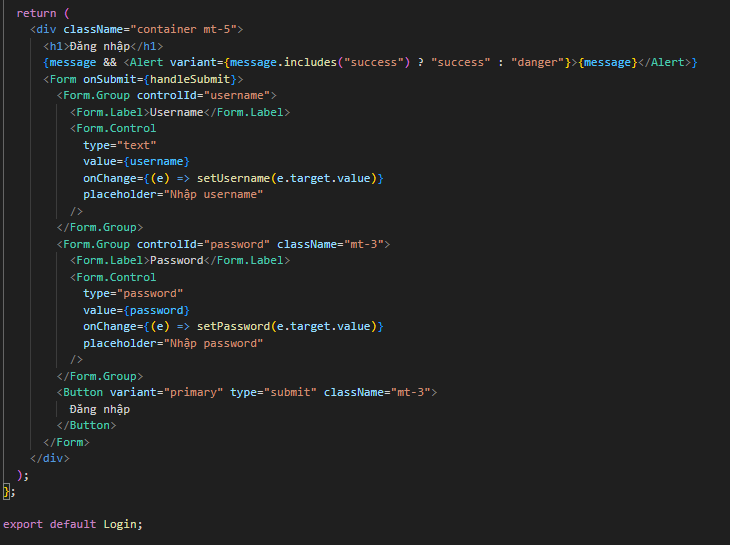 return (
<div className="container mt-5">
<h1>Đăng nhập</h1>
{message && <Alert variant={message.includes("success") ? "success" : "danger"}>{message}</Alert>}
<Form onSubmit={handleSubmit}>
<Form.Group controlId="username">
<Form.Label>Username</Form.Label>
<Form.Control
type="text"
value={username}
onChange={(e) => setUsername(e.target.value)}
placeholder="Nhập username"
/>
</Form.Group>
<Form.Group controlId="password" className="mt-3">
<Form.Label>Password</Form.Label>
<Form.Control
type="password"
value={password}
onChange={(e) => setPassword(e.target.value)}
placeholder="Nhập password"
/>
</Form.Group>
<Button variant="primary" type="submit" className="mt-3">
Đăng nhập
</Button>
</Form>
</div>
);
};
export default Login;